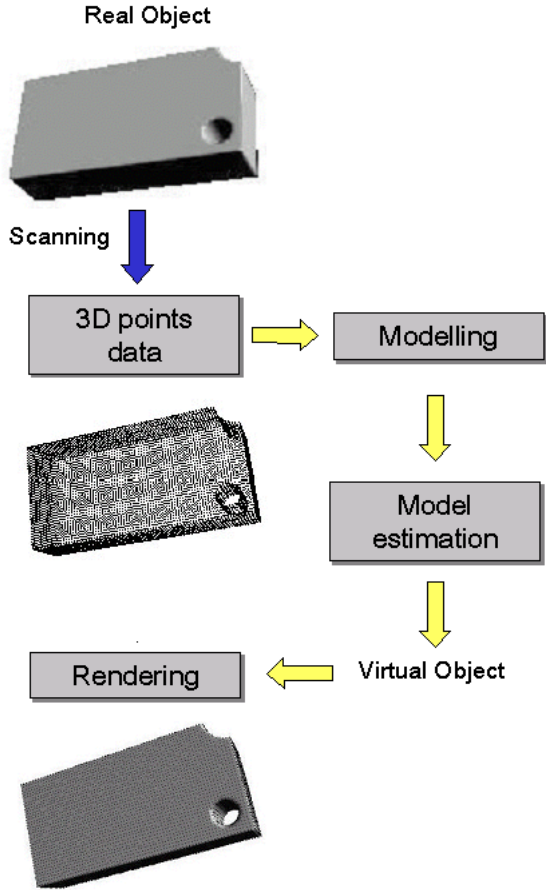 Real Object
Scanning
3D points
data
Modelling
Model
estimation
Virtual Object
Rendering